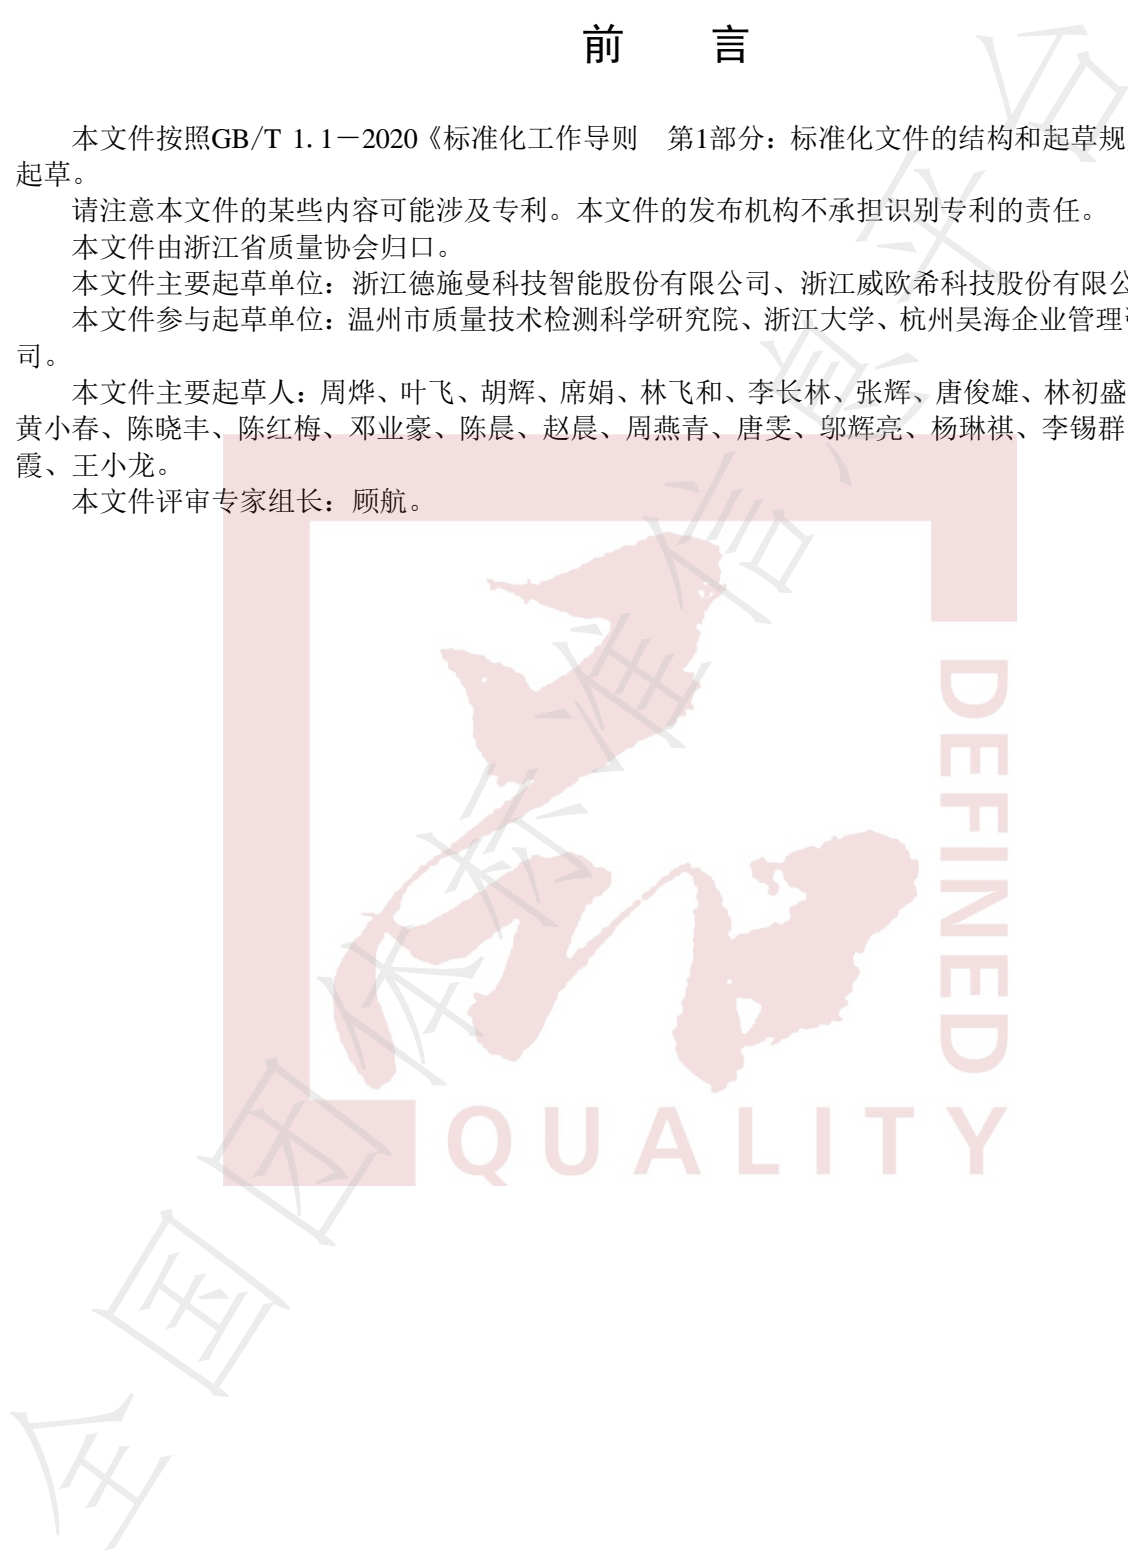 前 言
本文件按照GB/T 1.1－2020《标准化工作导则 第1部分：标准化文件的结构和起草规
起草。
请注意本文件的某些内容可能涉及专利。本文件的发布机构不承担识别专利的责任。
本文件由浙江省质量协会归口。
本文件主要起草单位：浙江德施曼科技智能股份有限公司、浙江威欧希科技股份有限公
本文件参与起草单位：温州市质量技术检测科学研究院、浙江大学、杭州昊海企业管理
司。
本文件主要起草人：周烨、叶飞、胡辉、席娟、林飞和、李长林、张辉、唐俊雄、林初盛
黄小春、陈晓丰、陈红梅、邓业豪、陈晨、赵晨、周燕青、唐雯、邬辉亮、杨琳祺、李锡群
霞、王小龙。
本文件评审专家组长：顾航。
DEFINED
QUALITY
全国团体标准信息平台